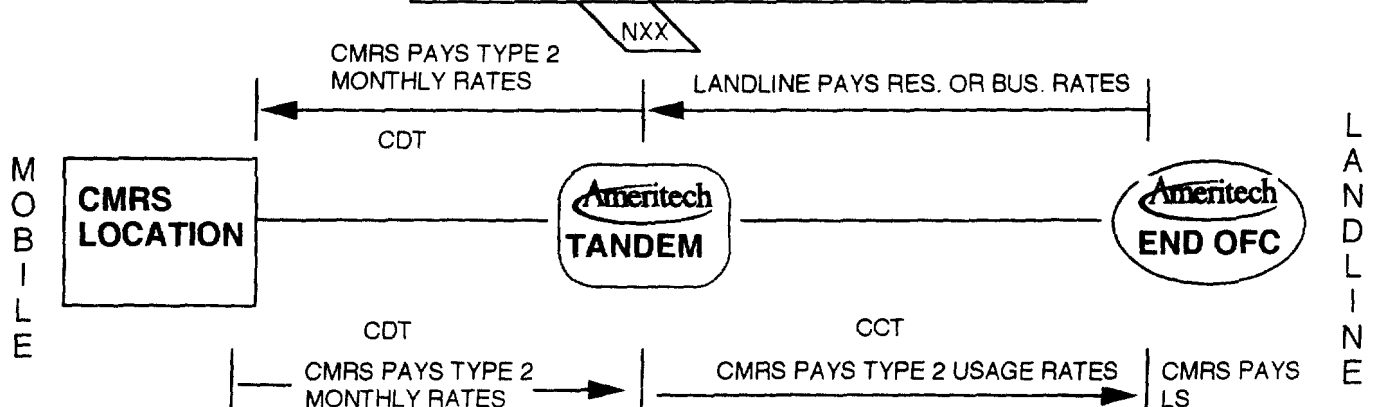 NXX
CMRS PAYS TYPE 2
MONTHLY RATES
LANDLINE PAYS RES. OR BUS. RATES
CDT
MOBILE
CMRS
LOCATION
Ameritech
TANDEM
Ameritech
END OFC
LANDLINE
CDT
CCT
CMRS PAYS TYPE 2
MONTHLY RATES
CMRS PAYS TYPE 2 USAGE RATES
CMRS PAYS
LS